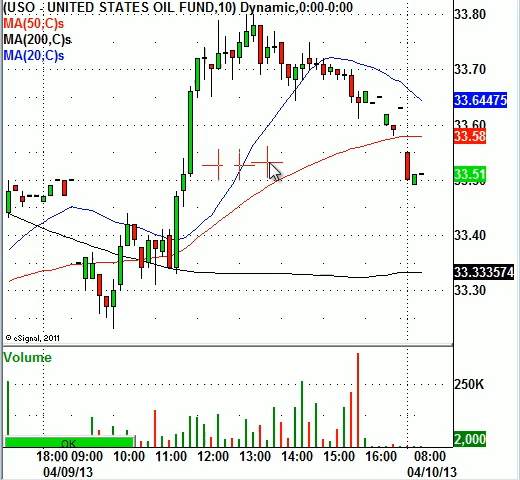 (USO - UNITED STATES OIL FUND,10) Dynamic,0:00-0:00
MA(50,C)s
MA(200,C)s
MA(20,C)s
33.80
33.70
33.64475
33.60
33.58
33.51
33.50
33.40
33.333574
33.30
© eSignal, 2011
Volume
250K
2,000
OK
18:00 09:00 10:00 11:00 12:00 13:00 14:00 15:00 16:00 08:00
04/09/13 04/10/13